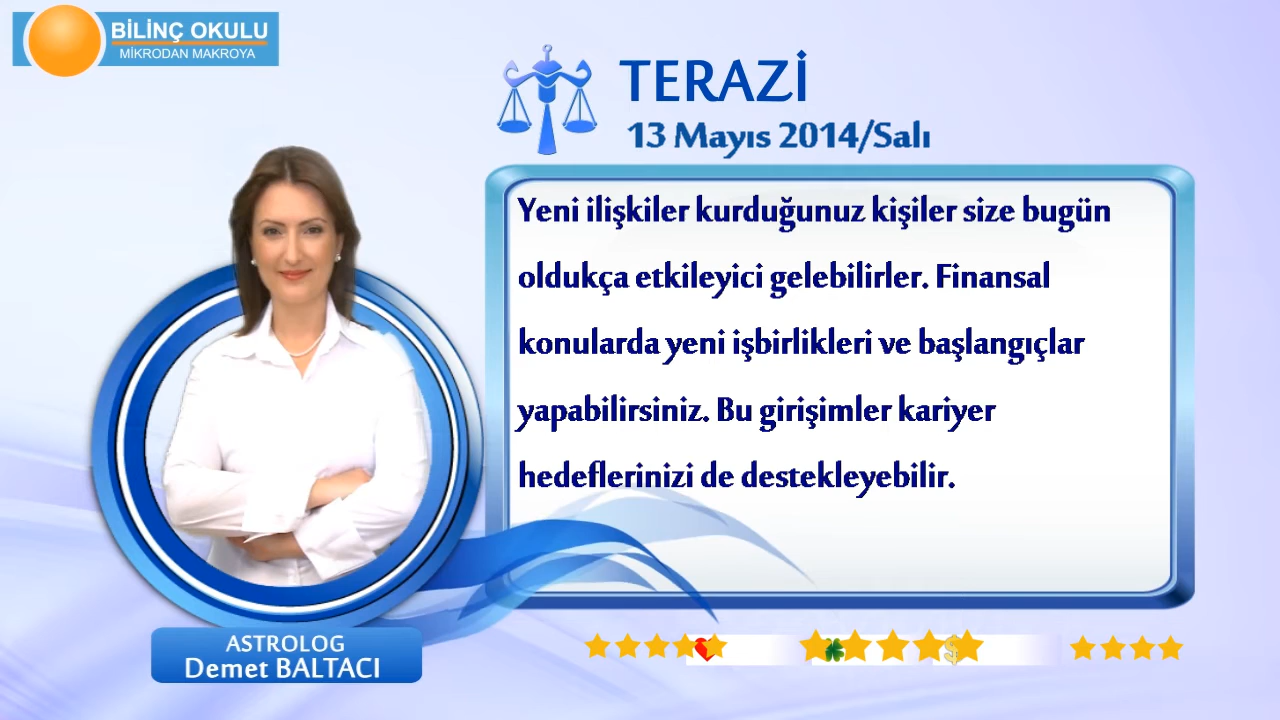 BİLİNÇ OKULU
MİKRODAN MAKROYA
TERAZİ
13 Mayıs 2014/Salı
Yeni ilişkiler kurduğunuz kişiler size bugün
oldukça etkileyici gelebilirler. Finansal
konularda yeni işbirlikleri ve başlangıçlar
yapabilirsiniz. Bu girişimler kariyer
hedeflerinizi de destekleyebilir.
ASTROLOG
Demet BALTACI